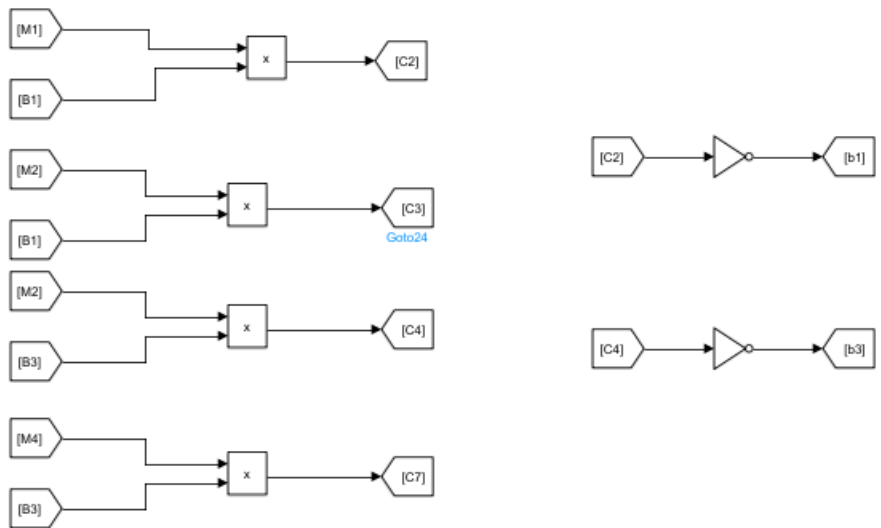 [M1]
x
[C2]
[B1]
[M2]
x
[C3]
Goto24
[B1]
[M2]
x
[C4]
[B3]
[M4]
x
[C7]
[B3]
[C2]
[b1]
[C4]
[b3]